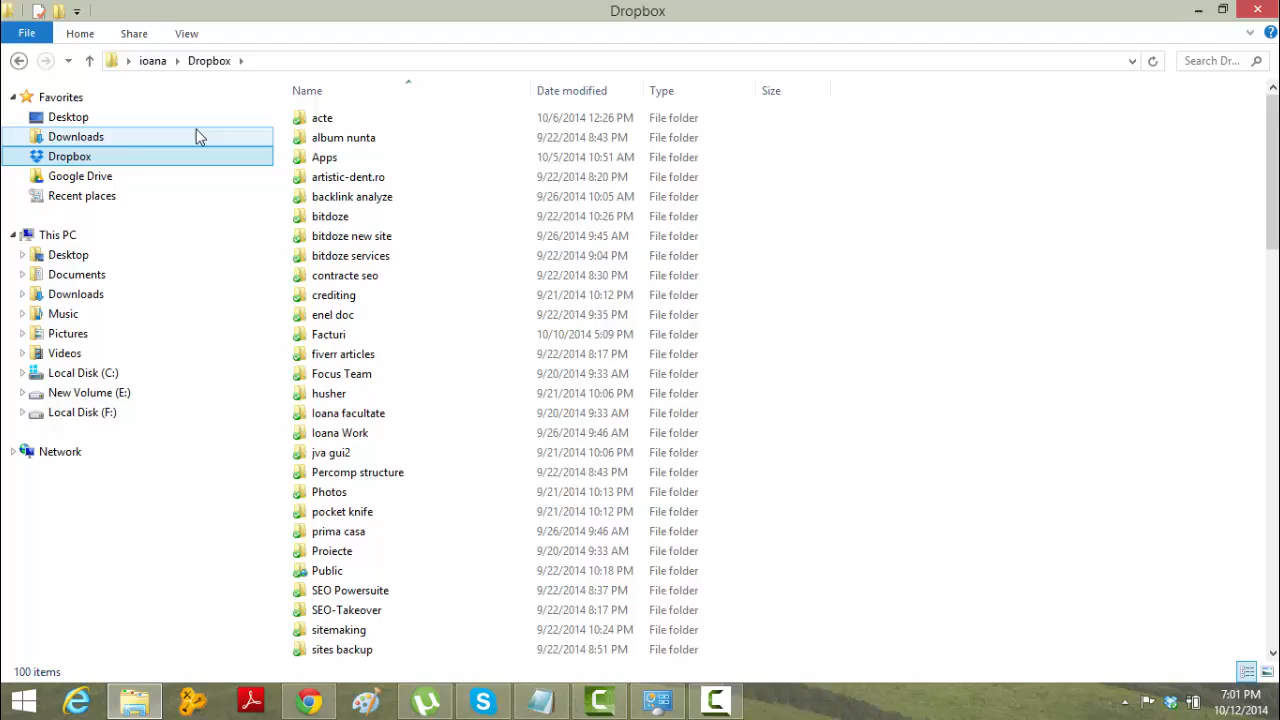 Dropbox
File Home Share View
ioana Dropbox Search Dr...
Name Date modified Type Size
Favorites
Desktop
Downloads
Dropbox
Google Drive
Recent places
This PC
Desktop
Documents
Downloads
Music
Pictures
Videos
Local Disk (C:)
New Volume (E:)
Local Disk (F:)
Network
acte 10/6/2014 12:26 PM File folder
album nunta 9/22/2014 8:43 PM File folder
Apps 10/5/2014 10:51 AM File folder
artistic-dent.ro 9/22/2014 8:20 PM File folder
backlink analyze 9/26/2014 10:05 AM File folder
bitdoze 9/22/2014 10:26 PM File folder
bitdoze new site 9/26/2014 9:45 AM File folder
bitdoze services 9/22/2014 9:04 PM File folder
contracte seo 9/22/2014 8:30 PM File folder
crediting 9/21/2014 10:12 PM File folder
enel doc 9/22/2014 9:35 PM File folder
Facturi 10/10/2014 5:09 PM File folder
fiverr articles 9/22/2014 8:17 PM File folder
Focus Team 9/20/2014 9:33 AM File folder
husher 9/21/2014 10:06 PM File folder
Ioana facultate 9/20/2014 9:33 AM File folder
Ioana Work 9/26/2014 9:46 AM File folder
jva gui2 9/21/2014 10:06 PM File folder
Percomp structure 9/22/2014 8:43 PM File folder
Photos 9/21/2014 10:13 PM File folder
pocket knife 9/21/2014 10:12 PM File folder
prima casa 9/26/2014 9:46 AM File folder
Proiecte 9/20/2014 9:33 AM File folder
Public 9/22/2014 10:18 PM File folder
SEO Powersuite 9/22/2014 8:37 PM File folder
SEO-Takeover 9/22/2014 8:17 PM File folder
sitemaking 9/22/2014 10:24 PM File folder
sites backup 9/22/2014 8:51 PM File folder
100 items
7:01 PM
10/12/2014